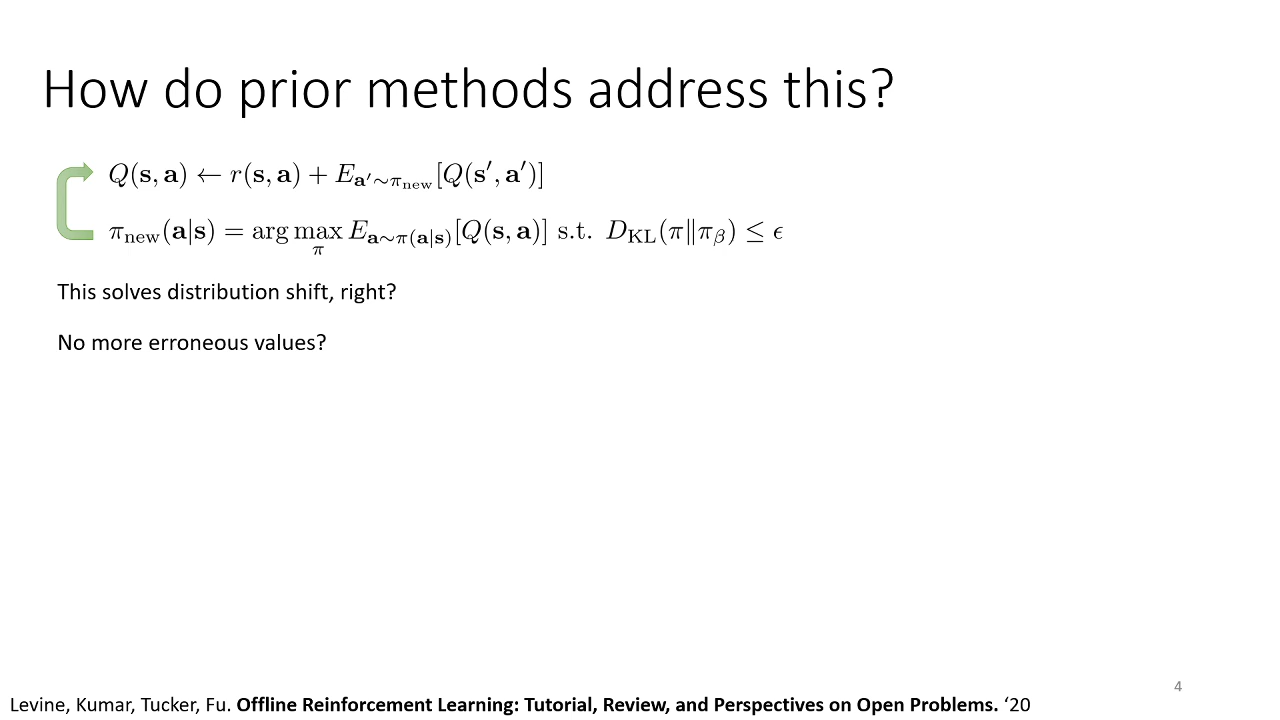 How do prior methods address this?
Q(s, a) ← r(s, a) + E_{a′∼π_new}[Q(s′, a′)]
π_new(a|s) = arg max_π E_{a∼π(a|s)}[Q(s, a)] s.t. D_KL(π‖π_β) ≤ ϵ
This solves distribution shift, right?
No more erroneous values?
4
Levine, Kumar, Tucker, Fu. Offline Reinforcement Learning: Tutorial, Review, and Perspectives on Open Problems. ‘20